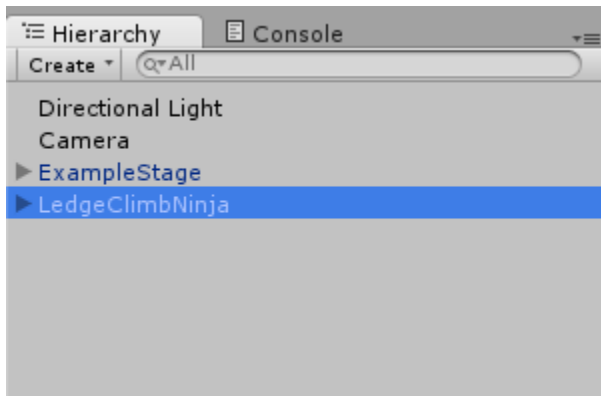 Hierarchy Console
Create All
Directional Light
Camera
ExampleStage
LedgeClimbNinja